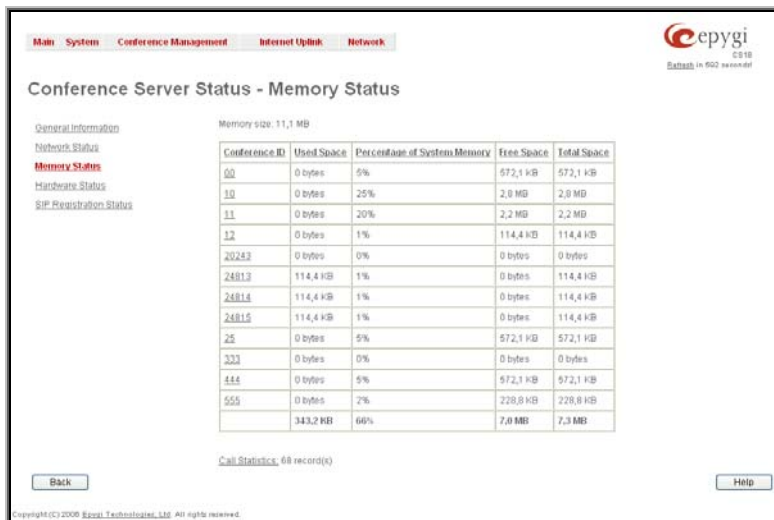 Main System Conference Management Internet Uplink Network
epygi
CS18
Refresh in 592 seconds!
Conference Server Status - Memory Status
General Information
Network Status
Memory Status
Hardware Status
SIP Registration Status
Memory size: 11,1 MB
Conference ID Used Space Percentage of System Memory Free Space Total Space
00 0 bytes 5% 572,1 KB 572,1 KB
10 0 bytes 25% 2,8 MB 2,8 MB
11 0 bytes 20% 2,2 MB 2,2 MB
12 0 bytes 1% 114,4 KB 114,4 KB
20243 0 bytes 0% 0 bytes 0 bytes
24813 114,4 KB 1% 0 bytes 114,4 KB
24814 114,4 KB 1% 0 bytes 114,4 KB
24815 114,4 KB 1% 0 bytes 114,4 KB
25 0 bytes 5% 572,1 KB 572,1 KB
333 0 bytes 0% 0 bytes 0 bytes
444 0 bytes 5% 572,1 KB 572,1 KB
555 0 bytes 2% 228,8 KB 228,8 KB
343,2 KB 66% 7,0 MB 7,3 MB
Call Statistics: 68 record(s)
Back
Help
Copyright (C) 2006 Epygi Technologies, Ltd. All rights reserved.